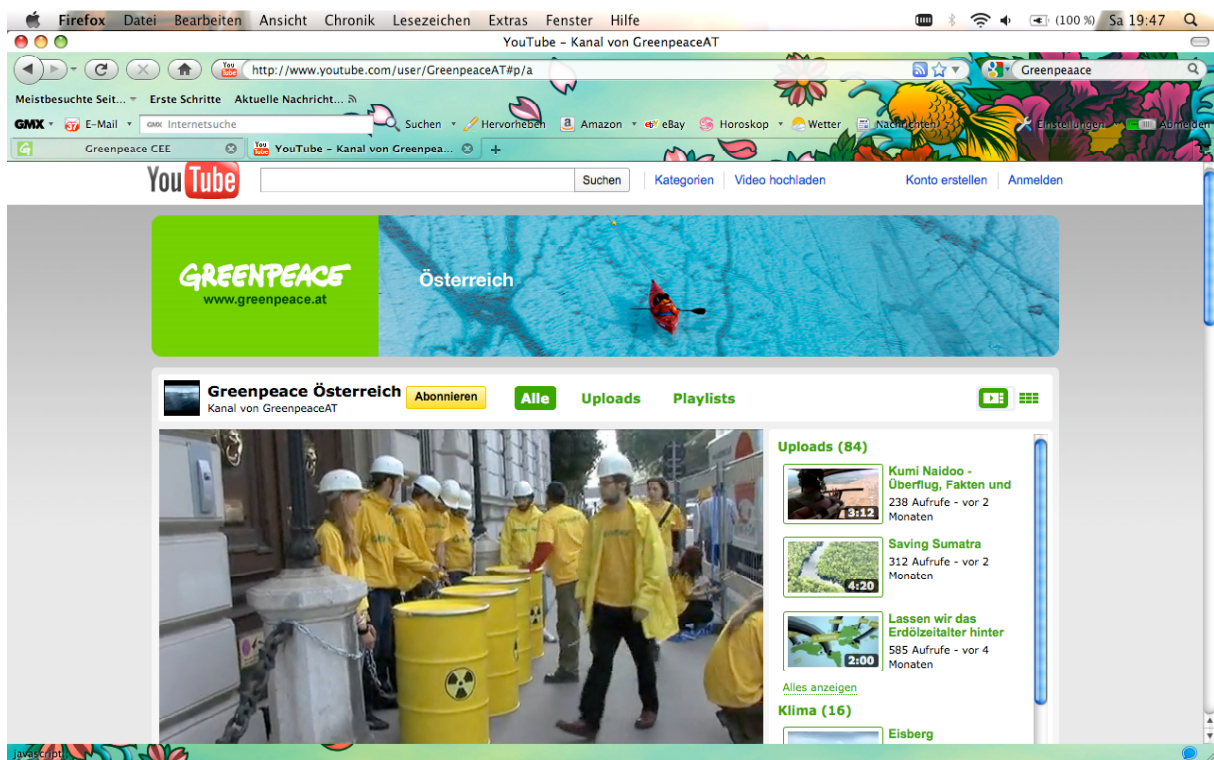 Firefox Datei Bearbeiten Ansicht Chronik Lesezeichen Extras Fenster Hilfe (100 %) Sa 19:47
YouTube – Kanal von GreenpeaceAT
http://www.youtube.com/user/GreenpeaceAT#p/a Greenpeaace
Meistbesuchte Seit... Erste Schritte Aktuelle Nachricht...
GMX E-Mail GMX Internetsuche Suchen Hervorheben Amazon eBay Horoskop Wetter Nachrichten Einstellungen Abmelden
Greenpeace CEE YouTube – Kanal von Greenpea... +
You Tube Suchen Kategorien Video hochladen Konto erstellen Anmelden
GREENPEACE
www.greenpeace.at
Österreich
Greenpeace Österreich Abonnieren Alle Uploads Playlists
Kanal von GreenpeaceAT
Uploads (84)
Kumi Naidoo -
Überflug, Fakten und
238 Aufrufe - vor 2
Monaten
3:12
Saving Sumatra
312 Aufrufe - vor 2
Monaten
4:20
Lassen wir das
Erdölzeitalter hinter
585 Aufrufe - vor 4
Monaten
2:00
Alles anzeigen
Klima (16)
Eisberg
javascript: